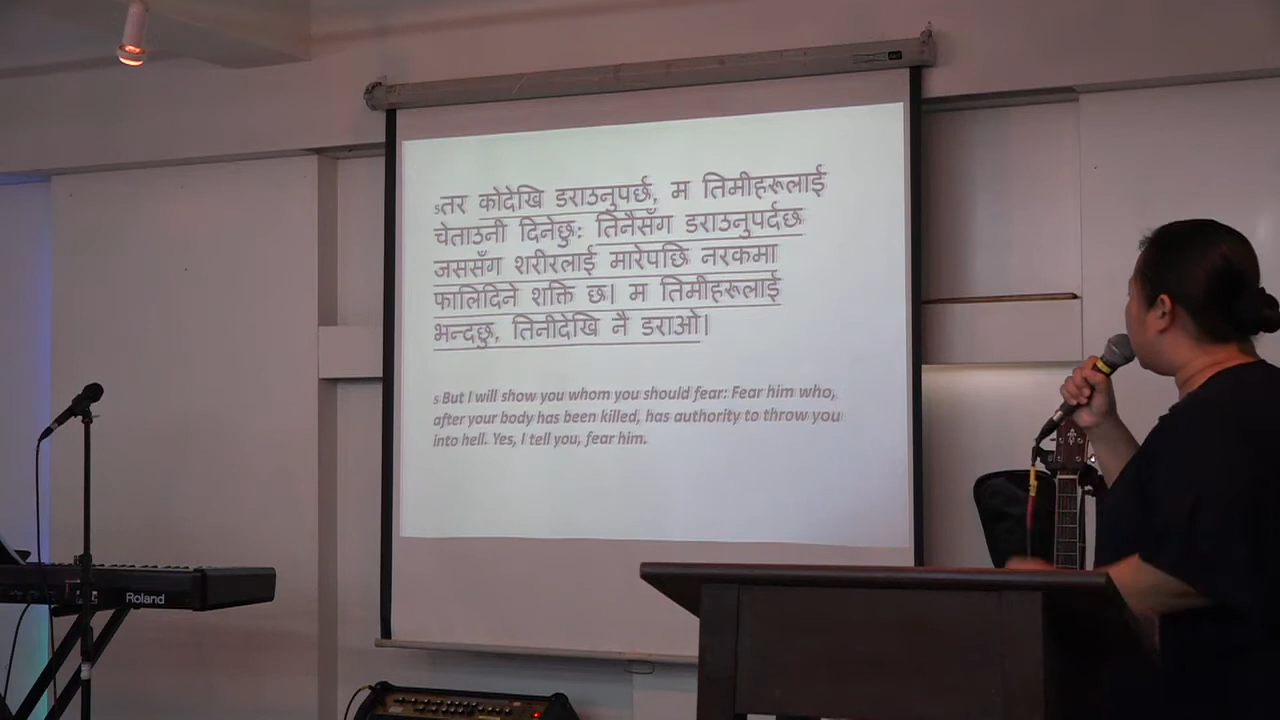 5तर कोदेखि डराउनुपर्छ, म तिमीहरूलाई
चेताउनी दिनेछु: तिनैसँग डराउनुपर्दछ
जससँग शरीरलाई मारेपछि नरकमा
फालिदिने शक्ति छ। म तिमीहरूलाई
भन्दछु, तिनीदेखि नै डराओ।
5 But I will show you whom you should fear: Fear him who,
after your body has been killed, has authority to throw you
into hell. Yes, I tell you, fear him.
Roland